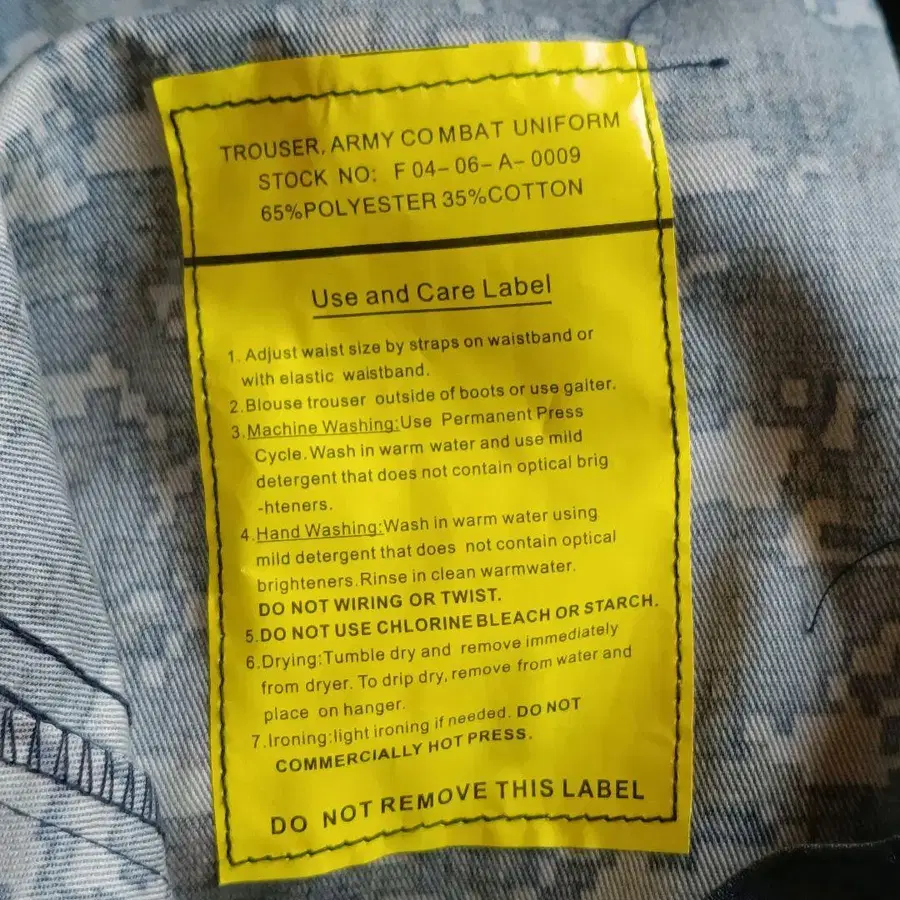 TROUSER, ARMY COMBAT UNIFORM
STOCK NO: F 04-06-A-0009
65%POLYESTER 35%COTTON
Use and Care Label
1. Adjust waist size by straps on waistband or
with elastic waistband.
2.Blouse trouser outside of boots or use gaiter.
3.Machine Washing:Use Permanent Press
Cycle.Wash in warm water and use mild
detergent that does not contain optical brig
-hteners.
4.Hand Washing:Wash in warm water using
mild detergent that does not contain optical
brighteners.Rinse in clean warmwater.
DO NOT WIRING OR TWIST.
5.DO NOT USE CHLORINE BLEACH OR STARCH.
6.Drying:Tumble dry and remove immediately
from dryer. To drip dry, remove from water and
place on hanger.
7.Ironing:light ironing if needed. DO NOT
COMMERCIALLY HOT PRESS.
DO NOT REMOVE THIS LABEL